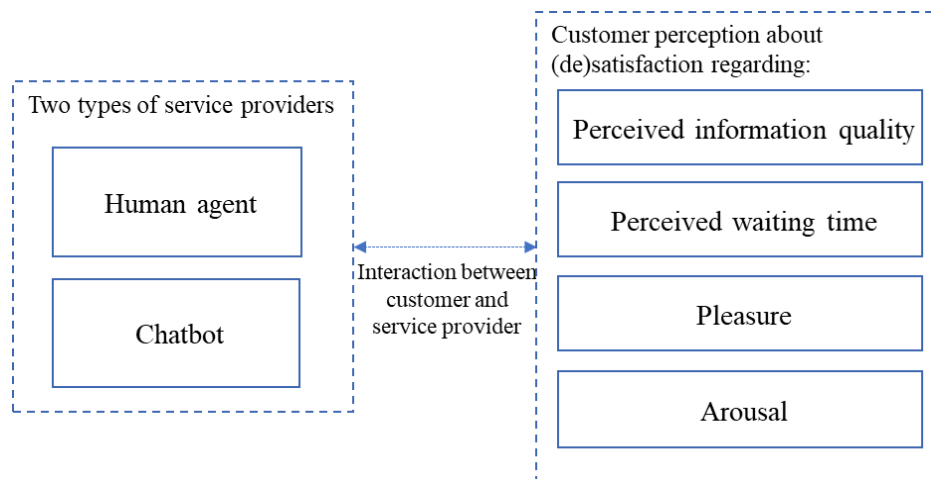 Two types of service providers
Human agent
Chatbot
Interaction between
customer and
service provider
Customer perception about
(de)satisfaction regarding:
Perceived information quality
Perceived waiting time
Pleasure
Arousal